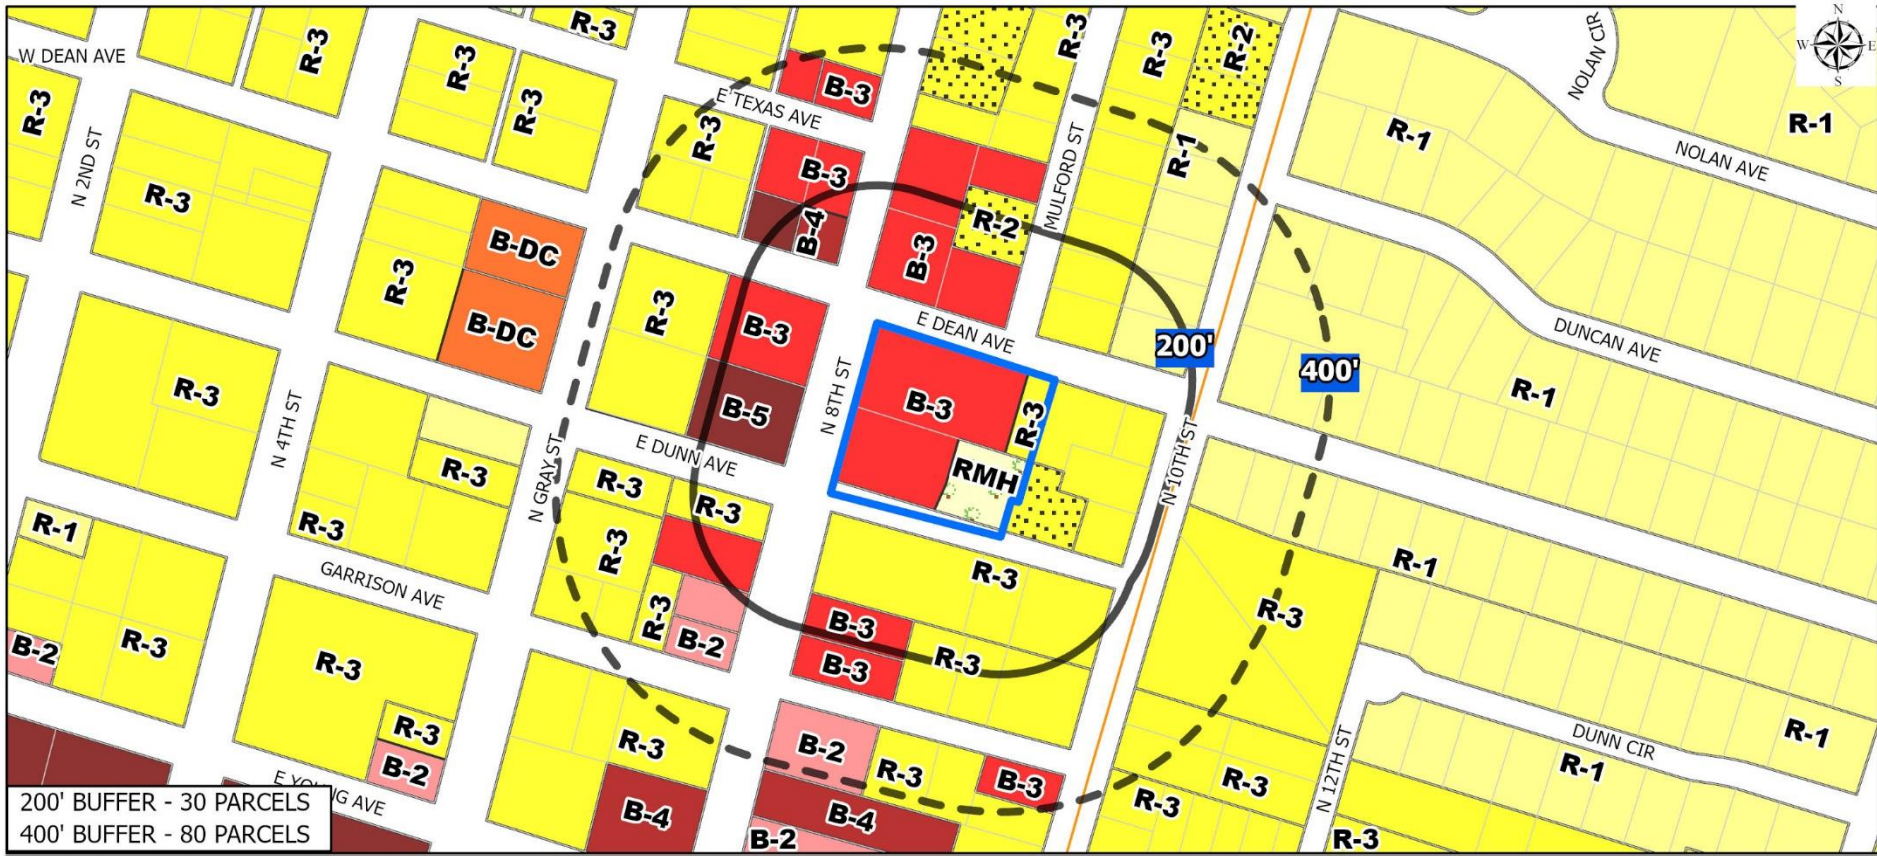 N
W
E
S
W DEAN AVE
R-3
R-3
R-3
R-3
R-3
R-3
R-2
NOLAN CIR
R-1
R-1
NOLAN AVE
R-3
R-3
E TEXAS AVE
B-3
R-3
B-3
B-4
R-1
MULFORD ST
N 2ND ST
R-3
B-DC
B-DC
R-3
R-2
B-3
R-3
B-3
E DEAN AVE
200'
400'
DUNCAN AVE
R-1
R-3
N 4TH ST
B-5
N 8TH ST
B-3
R-3
RMH
N 10TH ST
E DUNN AVE
N GRAY ST
R-3
R-3
R-3
R-3
R-3
R-1
R-3
GARRISON AVE
R-3
B-2
R-3
B-2
R-3
B-3
B-3
R-3
R-3
R-1
R-3
R-3
B-2
R-3
B-4
B-2
R-3
B-3
B-4
B-2
R-3
R-3
N 12TH ST
DUNN CIR
R-1
R-1
R-3
E YOUNG AVE
200' BUFFER - 30 PARCELS
400' BUFFER - 80 PARCELS